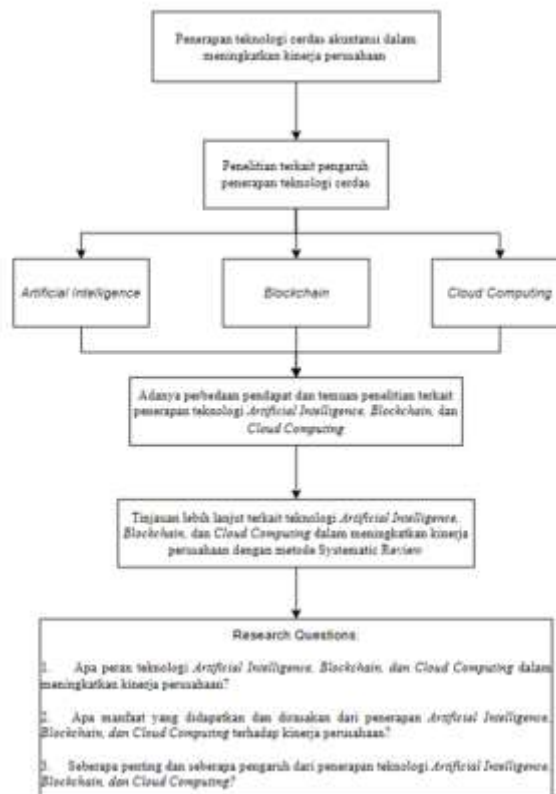 Penerapan teknologi cerdas akuntansi dalam
meningkatkan kinerja perusahaan
Penelitian terkait pengaruh
penerapan teknologi cerdas
Artificial Intelligence
Blockchain
Cloud Computing
Adanya perbedaan pendapat dan temuan penelitian terkait
penerapan teknologi Artificial Intelligence, Blockchain, dan
Cloud Computing
Tinjauan lebih lanjut terkait teknologi Artificial Intelligence,
Blockchain, dan Cloud Computing dalam meningkatkan kinerja
perusahaan dengan metode Systematic Review
Research Questions
1. Apa peran teknologi Artificial Intelligence, Blockchain, dan Cloud Computing dalam
meningkatkan kinerja perusahaan?
2. Apa manfaat yang didapatkan dan dirasakan dari penerapan Artificial Intelligence,
Blockchain, dan Cloud Computing terhadap kinerja perusahaan?
3. Seberapa penting dan seberapa pengaruh dari penerapan teknologi Artificial Intelligence,
Blockchain, dan Cloud Computing?